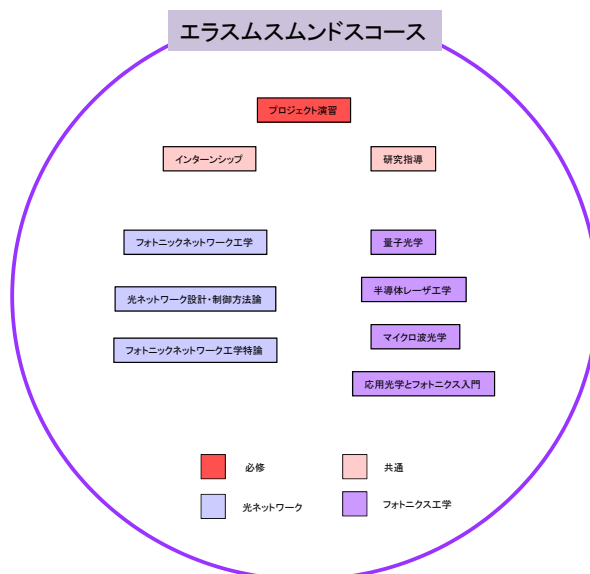 エラスムスムンドスコース
プロジェクト演習
インターンシップ
研究指導
フォトニックネットワーク工学
量子光学
光ネットワーク設計・制御方法論
半導体レーザ工学
フォトニックネットワーク工学特論
マイクロ波光学
応用光学とフォトニクス入門
必修
共通
光ネットワーク
フォトニクス工学